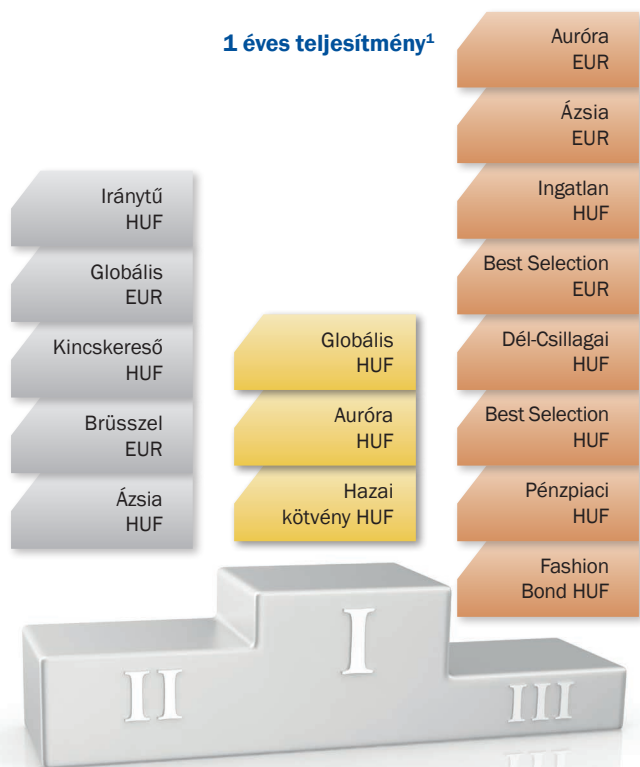 1 éves teljesítmény¹
Iránytű
HUF
Globális
EUR
Kincskereső
HUF
Brüsszel
EUR
Ázsia
HUF
Globális
HUF
Auróra
HUF
Hazai
kötvény HUF
Auróra
EUR
Ázsia
EUR
Ingatlan
HUF
Best Selection
EUR
Dél-Csillagai
HUF
Best Selection
HUF
Pénzpiaci
HUF
Fashion
Bond HUF
II
I
III